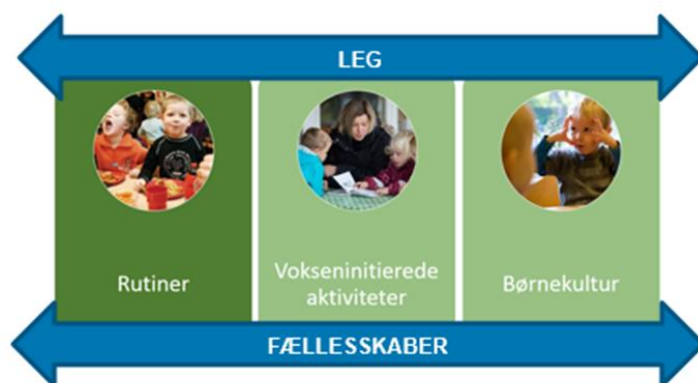 LEG
Rutiner
Vokseninitierede
aktiviteter
Børnekultur
FÆLLESSKABER